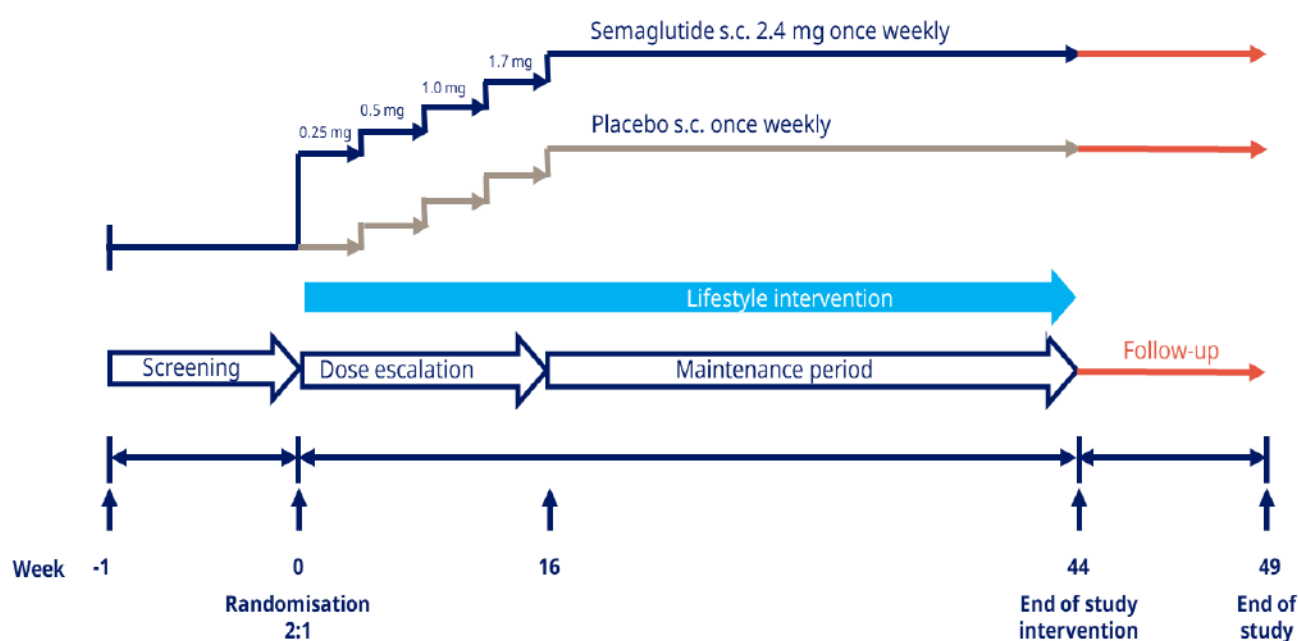 Semaglutide s.c. 2.4 mg once weekly
1.7 mg
1.0 mg
0.5 mg
0.25 mg
Placebo s.c. once weekly
Lifestyle intervention
Screening
Dose escalation
Maintenance period
Follow-up
Week -1 0 16 44 49
Randomisation
2:1
End of study
intervention
End of
study